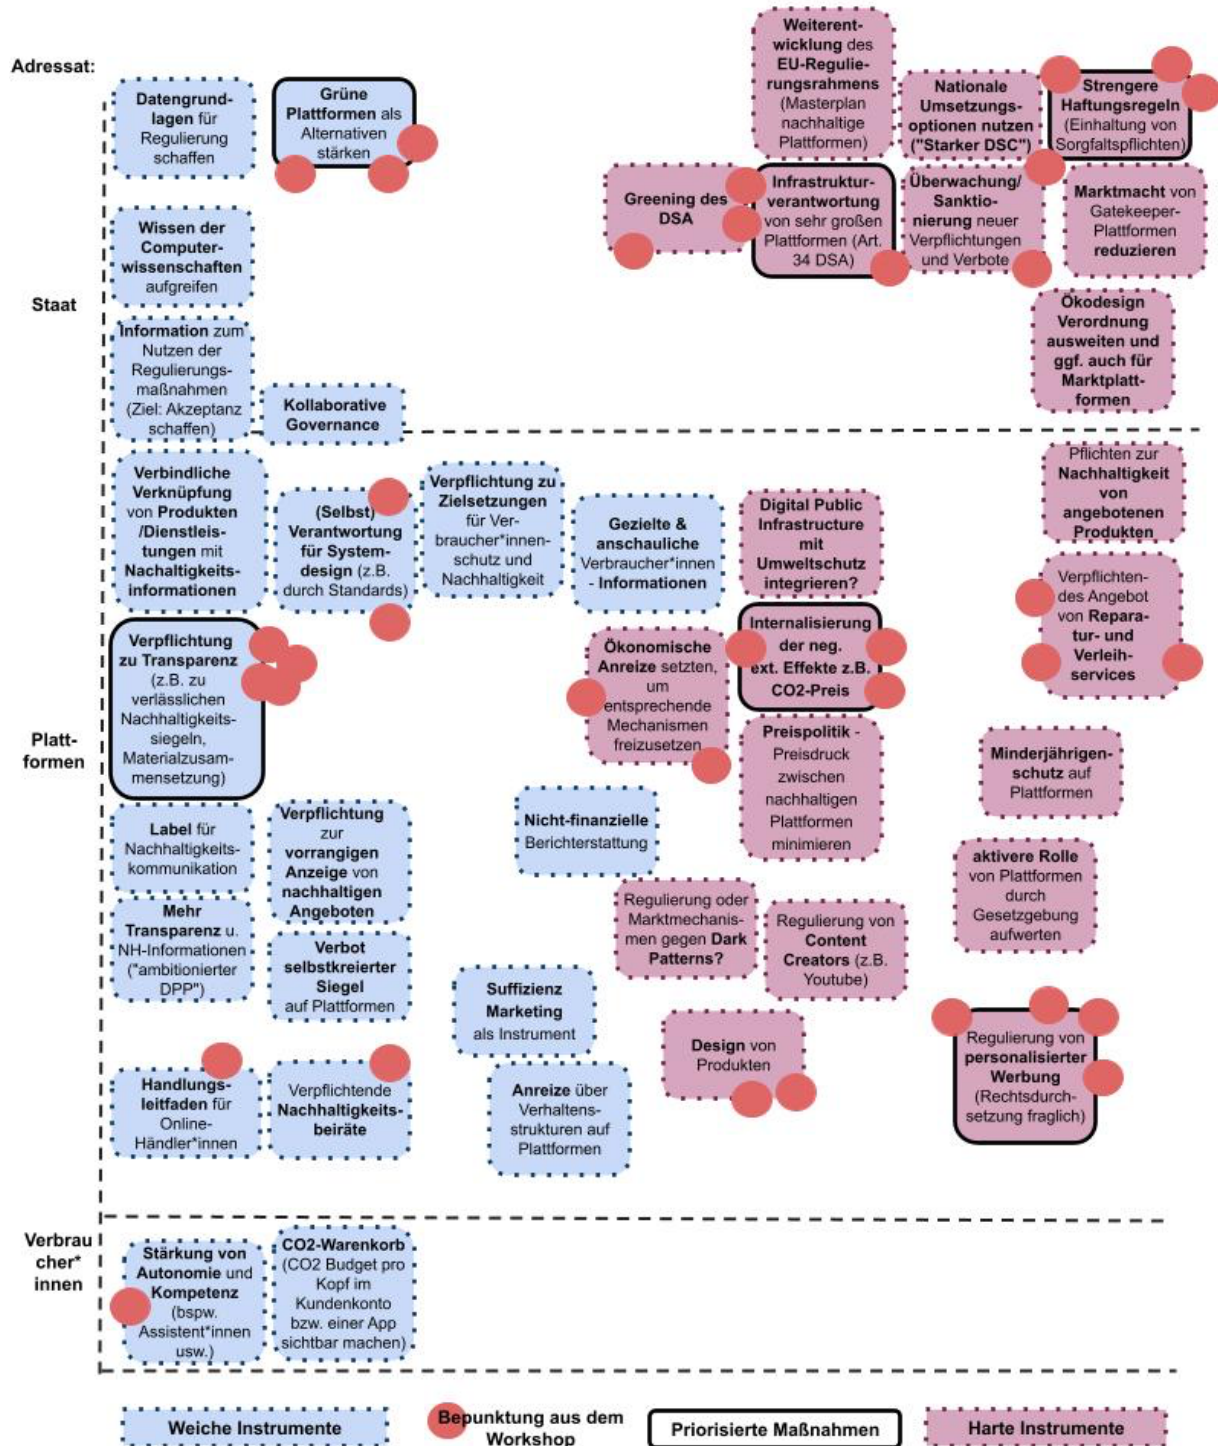 Adressat:
Datengrund-
lagen für
Regulierung
schaffen
Grüne
Plattformen als
Alternativen
stärken
Weiterent-
wicklung des
EU-Regulie-
rungsrahmens
(Masterplan
nachhaltige
Plattformen)
Nationale
Umsetzungs-
optionen nutzen
("Starker DSC")
Strengere
Haftungsregeln
(Einhaltung von
Sorgfaltspflichten)
Greening des
DSA
Infrastruktur-
verantwortung
von sehr großen
Plattformen (Art.
34 DSA)
Überwachung/
Sanktio-
nierung neuer
Verpflichtungen
und Verbote
Marktmacht von
Gatekeeper-
Plattformen
reduzieren
Wissen der
Computer-
wissenschaften
aufgreifen
Staat
Ökodesign
Verordnung
ausweiten und
ggf. auch für
Marktplatt-
formen
Information zum
Nutzen der
Regulierungs-
maßnahmen
(Ziel: Akzeptanz
schaffen)
Kollaborative
Governance
Verbindliche
Verknüpfung
von Produkten
/Dienstleis-
tungen mit
Nachaltigkeits-
informationen
(Selbst)
Verantwortung
für System-
design (z.B.
durch Standards)
Verpflichtung zu
Zielsetzungen
für Ver-
braucher*innen-
schutz und
Nachhaltigkeit
Gezielte &
anschauliche
Verbraucher*innen
- Informationen
Digital Public
Infrastructure
mit
Umweltschutz
integrieren?
Pflichten zur
Nachhaltigkeit
von
angebotenen
Produkten
Verpflichten-
des Angebot
von Repara-
tur- und
Verleih-
services
Verpflichtung
zu Transparenz
(z.B. zu
verlässlichen
Nachhaltigkeits-
siegeln,
Materialzusam-
mensetzung)
Ökonomische
Anreize setzten,
um
entsprechende
Mechanismen
freizusetzen
Internalisierung
der neg.
ext. Effekte z.B.
CO2-Preis
Platt-
formen
Preispolitik -
Preisdruck
zwischen
nachhaltigen
Plattformen
minimieren
Minderjährigen-
schutz auf
Plattformen
Label für
Nachhaltigkeits-
kommunikation
Verpflichtung
zur
vorrangigen
Anzeige von
nachhaltigen
Angeboten
Nicht-finanzielle
Berichterstattung
aktivere Rolle
von Plattformen
durch
Gesetzgebung
aufwerten
Mehr
Transparenz u.
NH-Informationen
("ambitionierter
DPP")
Verbot
selbstkreierter
Siegel
auf Plattformen
Regulierung oder
Marktmechanis-
men gegen Dark
Patterns?
Regulierung von
Content
Creators (z.B.
Youtube)
Suffizienz
Marketing
als Instrument
Design von
Produkten
Regulierung von
personalisierter
Werbung
(Rechtsdurch-
setzung fraglich)
Handlungs-
leitfaden für
Online-
Händler*innen
Verpflichtende
Nachhaltigkeits-
beiräte
Anreize über
Verhaltens-
strukturen auf
Plattformen
Verbrau
cher*
innen
Stärkung von
Autonomie und
Kompetenz
(bspw.
Assistent*innen
usw.)
CO2-Warenkorb
(CO2 Budget pro
Kopf im
Kundenkonto
bzw. einer App
sichtbar machen)
Weiche Instrumente
Bepunktung aus dem
Workshop
Priorisierte Maßnahmen
Harte Instrumente